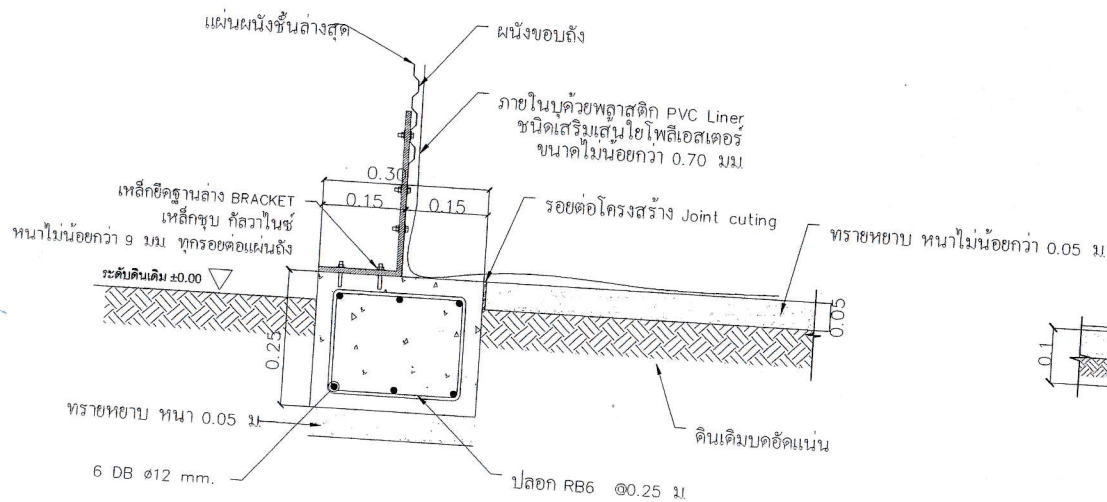 แผ่นผนังชั้นล่างสุด
ผนังขอบถัง
ภายในบุด้วยพลาสติก PVC Liner
ชนิดเสริมเส้นใยโพลีเอสเตอร์
ขนาดไม่น้อยกว่า 0.70 มม
0.30
0.15
0.15
เหล็กยึดฐานล่าง BRACKET
เหล็กชุบ กัลวาไนซ์
หนาไม่น้อยกว่า 9 มม ทุกรอยต่อแผ่นถัง
รอยต่อโครงสร้าง Joint cuting
ทรายหยาบ หนาไม่น้อยกว่า 0.05 ม
ระดับดินเดิม ±0.00
0.05
0.25
0.1
ทรายหยาบ หนา 0.05 ม
ดินเดิมบดอัดแน่น
6 DB ø12 mm.
ปลอก RB6 @0.25 ม